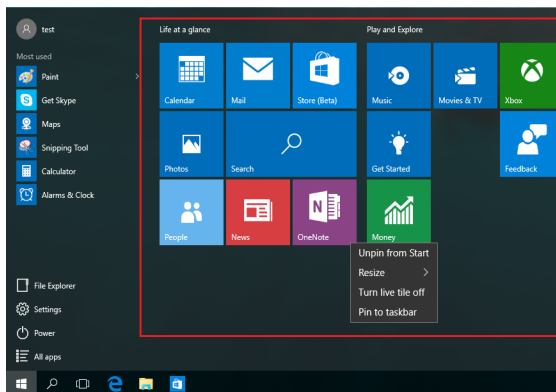 test
Most used
Paint
Get Skype
Maps
Snipping Tool
Calculator
Alarms & Clock
File Explorer
Settings
Power
All apps
Life at a glance
Calendar
Mail
Store (Beta)
Photos
Search
People
News
OneNote
Play and Explore
Music
Movies & TV
Xbox
Get Started
Feedback
Money
Unpin from Start
Resize
Turn live tile off
Pin to taskbar